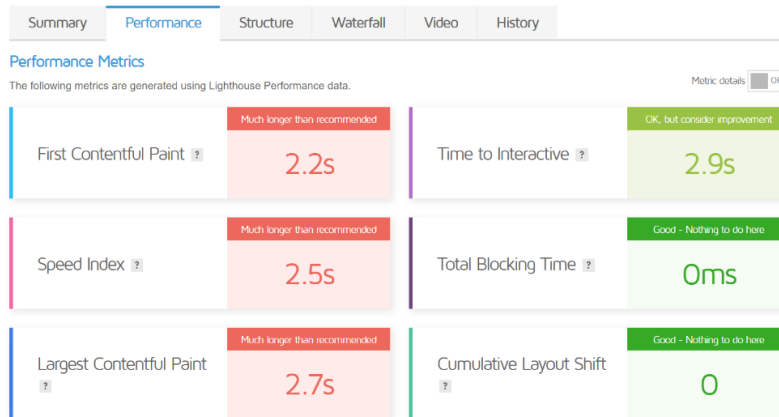 Summary Performance Structure Waterfall Video History
Performance Metrics
The following metrics are generated using Lighthouse Performance data.
Metric details
First Contentful Paint ?
Much longer than recommended
2.2s
Time to Interactive ?
OK, but consider improvement
2.9s
Speed Index ?
Much longer than recommended
2.5s
Total Blocking Time ?
Good - Nothing to do here
0ms
Largest Contentful Paint
?
Much longer than recommended
2.7s
Cumulative Layout Shift
?
Good - Nothing to do here
0